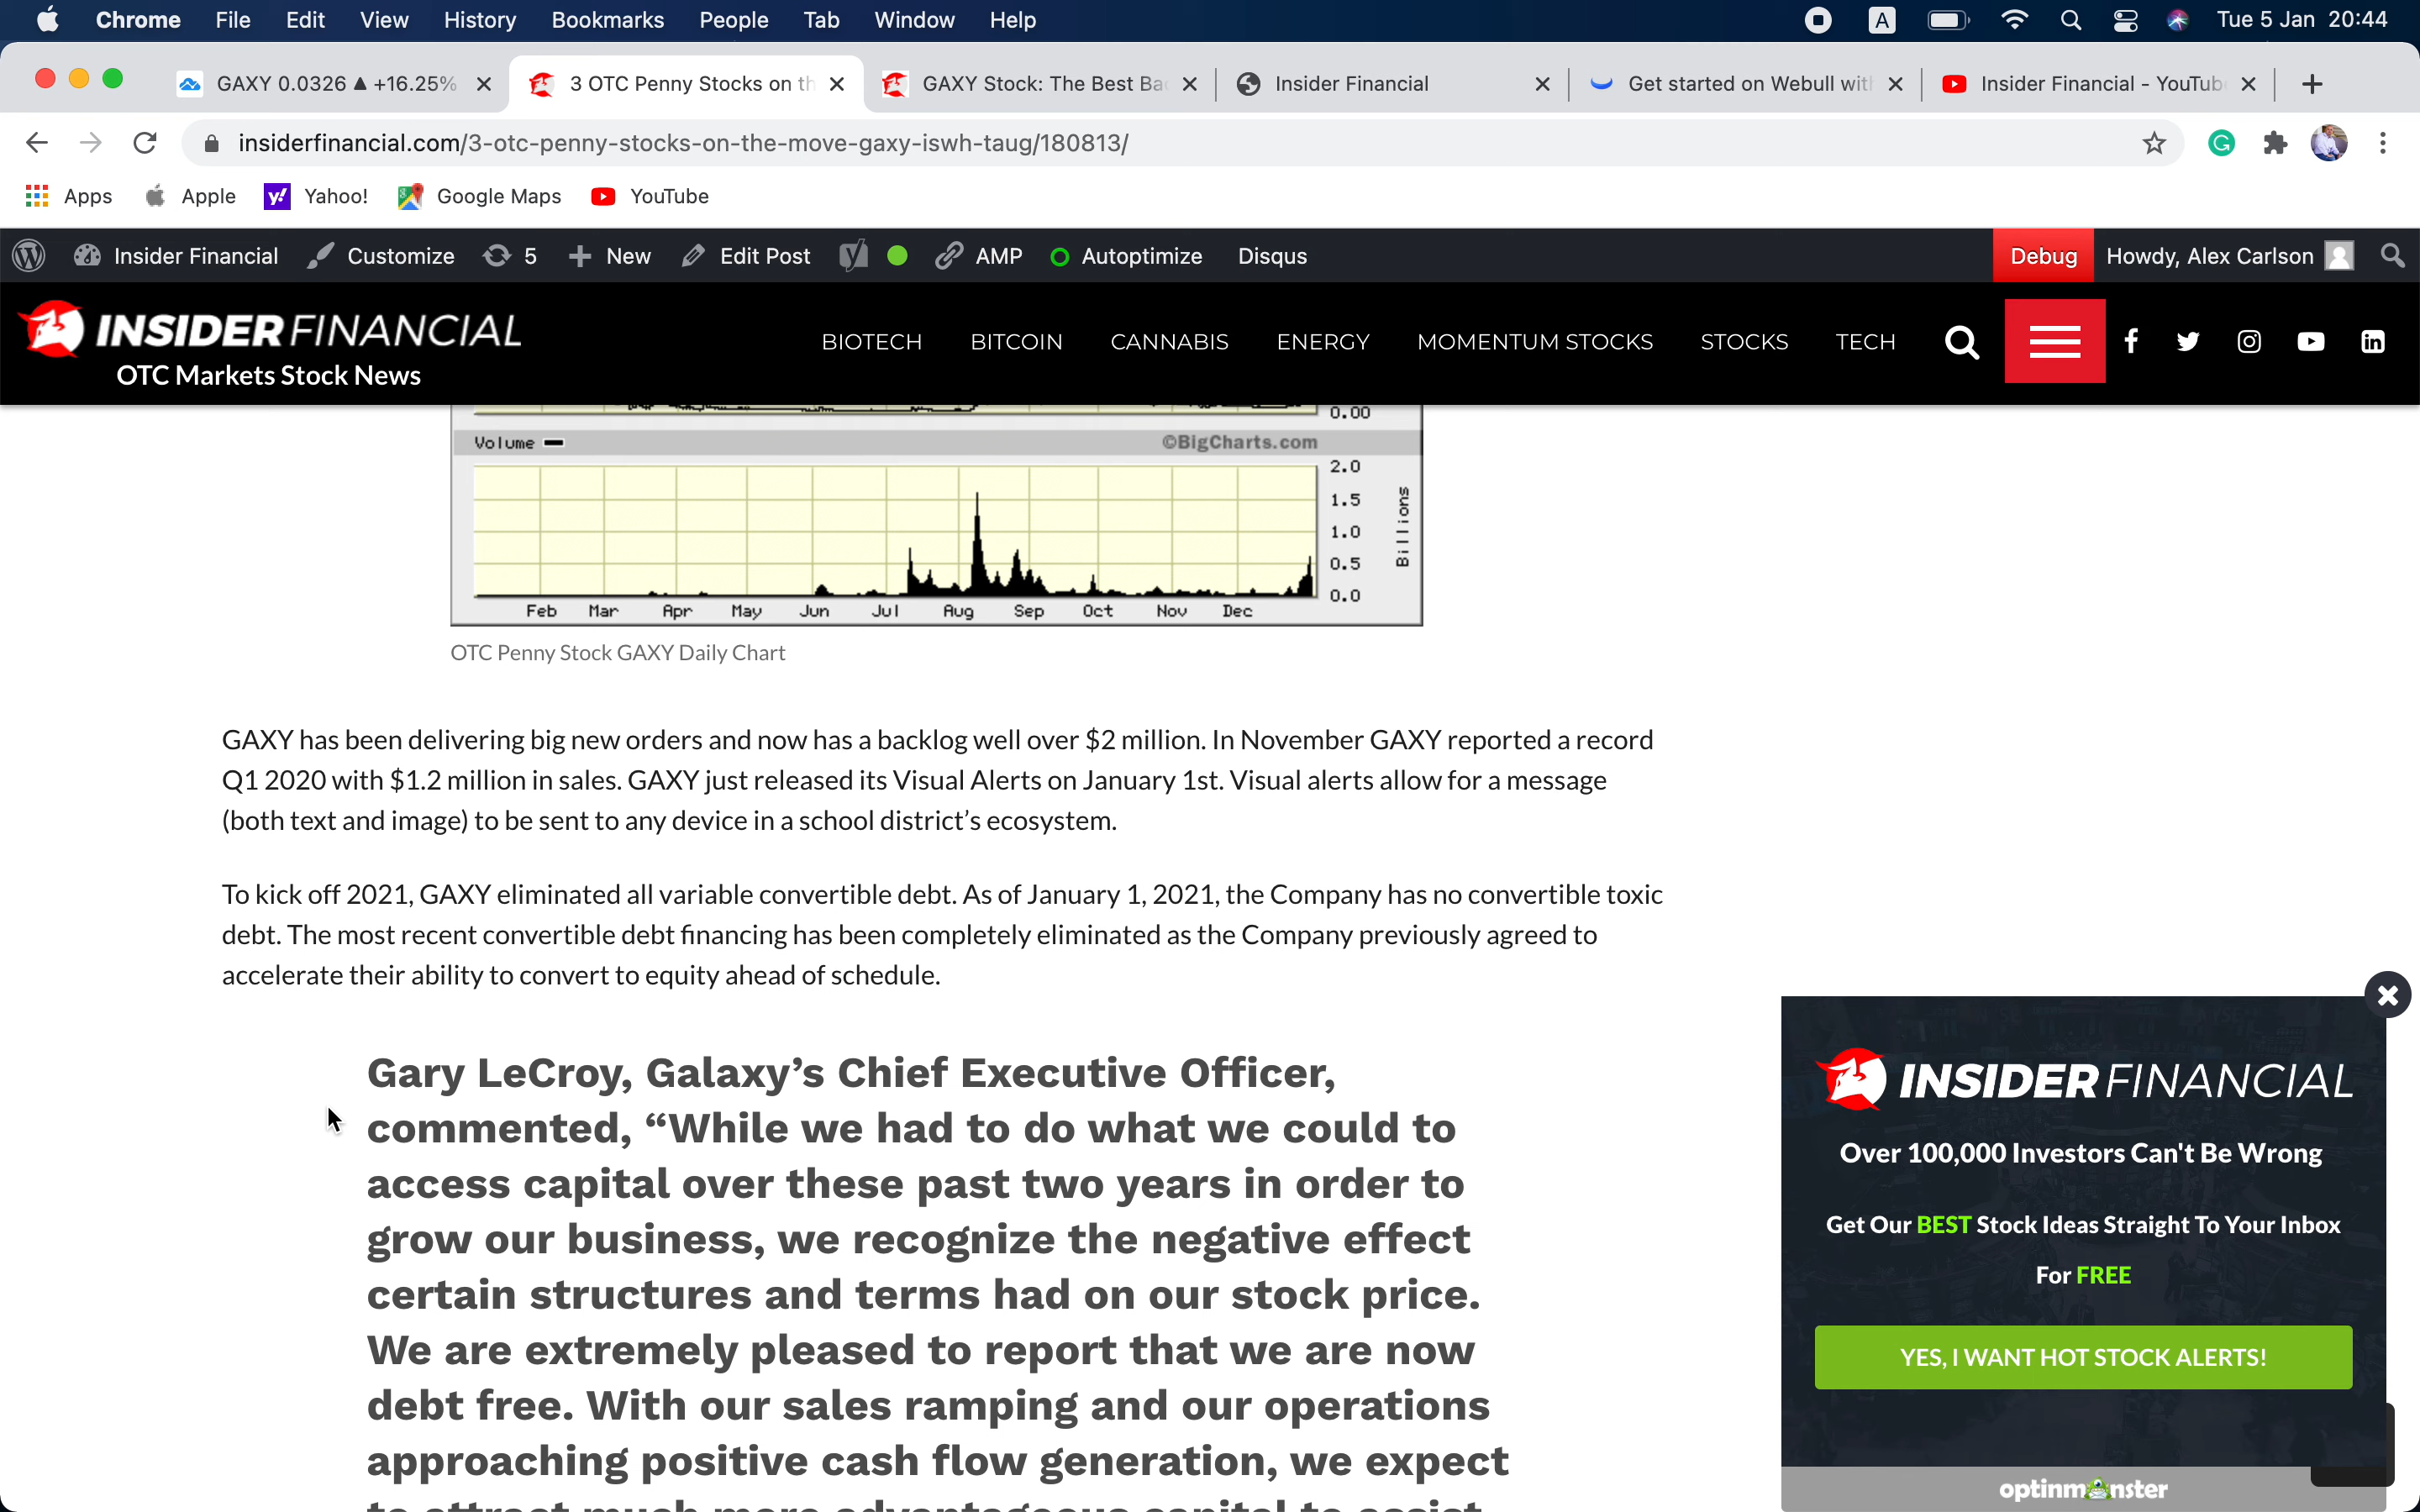 Chrome File Edit View History Bookmarks People Tab Window Help A Tue 5 Jan 20:44
GAXY 0.0326 ▲ +16.25% 3 OTC Penny Stocks on th GAXY Stock: The Best Ba Insider Financial Get started on Webull wit Insider Financial - YouTub
insiderfinancial.com/3-otc-penny-stocks-on-the-move-gaxy-iswh-taug/180813/
Apps Apple Yahoo! Google Maps YouTube
Insider Financial Customize 5 New Edit Post AMP Autoptimize Disqus Debug Howdy, Alex Carlson
INSIDER FINANCIAL
OTC Markets Stock News
BIOTECH BITCOIN CANNABIS ENERGY MOMENTUM STOCKS STOCKS TECH
0.00
Volume ©BigCharts.com
2.0
1.5
1.0
0.5
0.0
Billions
Feb Mar Apr May Jun Jul Aug Sep Oct Nov Dec
OTC Penny Stock GAXY Daily Chart
GAXY has been delivering big new orders and now has a backlog well over $2 million. In November GAXY reported a record
Q1 2020 with $1.2 million in sales. GAXY just released its Visual Alerts on January 1st. Visual alerts allow for a message
(both text and image) to be sent to any device in a school district’s ecosystem.
To kick off 2021, GAXY eliminated all variable convertible debt. As of January 1, 2021, the Company has no convertible toxic
debt. The most recent convertible debt financing has been completely eliminated as the Company previously agreed to
accelerate their ability to convert to equity ahead of schedule.
Gary LeCroy, Galaxy’s Chief Executive Officer,
commented, “While we had to do what we could to
access capital over these past two years in order to
grow our business, we recognize the negative effect
certain structures and terms had on our stock price.
We are extremely pleased to report that we are now
debt free. With our sales ramping and our operations
approaching positive cash flow generation, we expect
to attract much more advantageous capital to assist
INSIDER FINANCIAL
Over 100,000 Investors Can't Be Wrong
Get Our BEST Stock Ideas Straight To Your Inbox
For FREE
YES, I WANT HOT STOCK ALERTS!
optinmonster